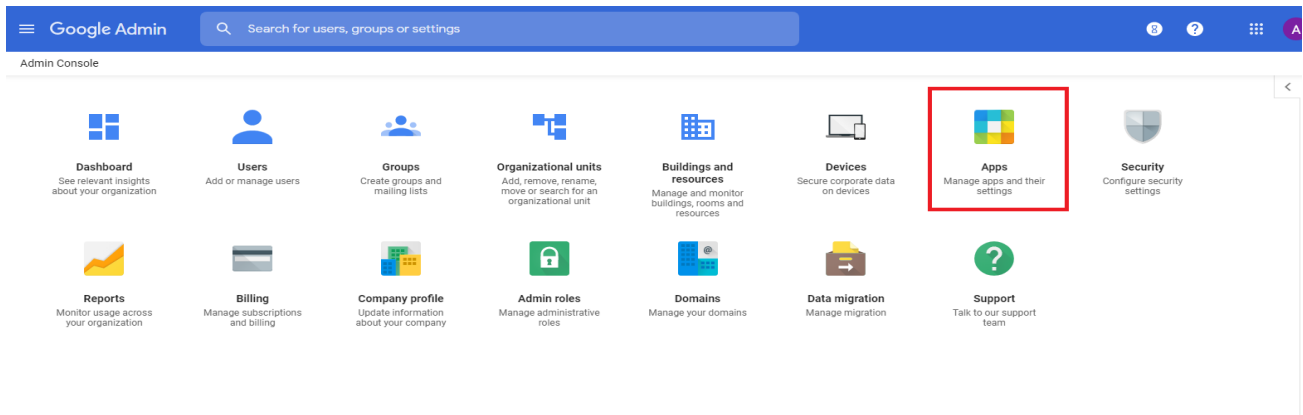 Google Admin
Search for users, groups or settings
8
?
A
Admin Console
<
Dashboard
See relevant insights
about your organization
Users
Add or manage users
Groups
Create groups and
mailing lists
Organizational units
Add, remove, rename,
move or search for an
organizational unit
Buildings and
resources
Manage and monitor
buildings, rooms and
resources
Devices
Secure corporate data
on devices
Apps
Manage apps and their
settings
Security
Configure security
settings
Reports
Monitor usage across
your organization
Billing
Manage subscriptions
and billing
Company profile
Update information
about your company
Admin roles
Manage administrative
roles
@
Domains
Manage your domains
Data migration
Manage migration
?
Support
Talk to our support
team